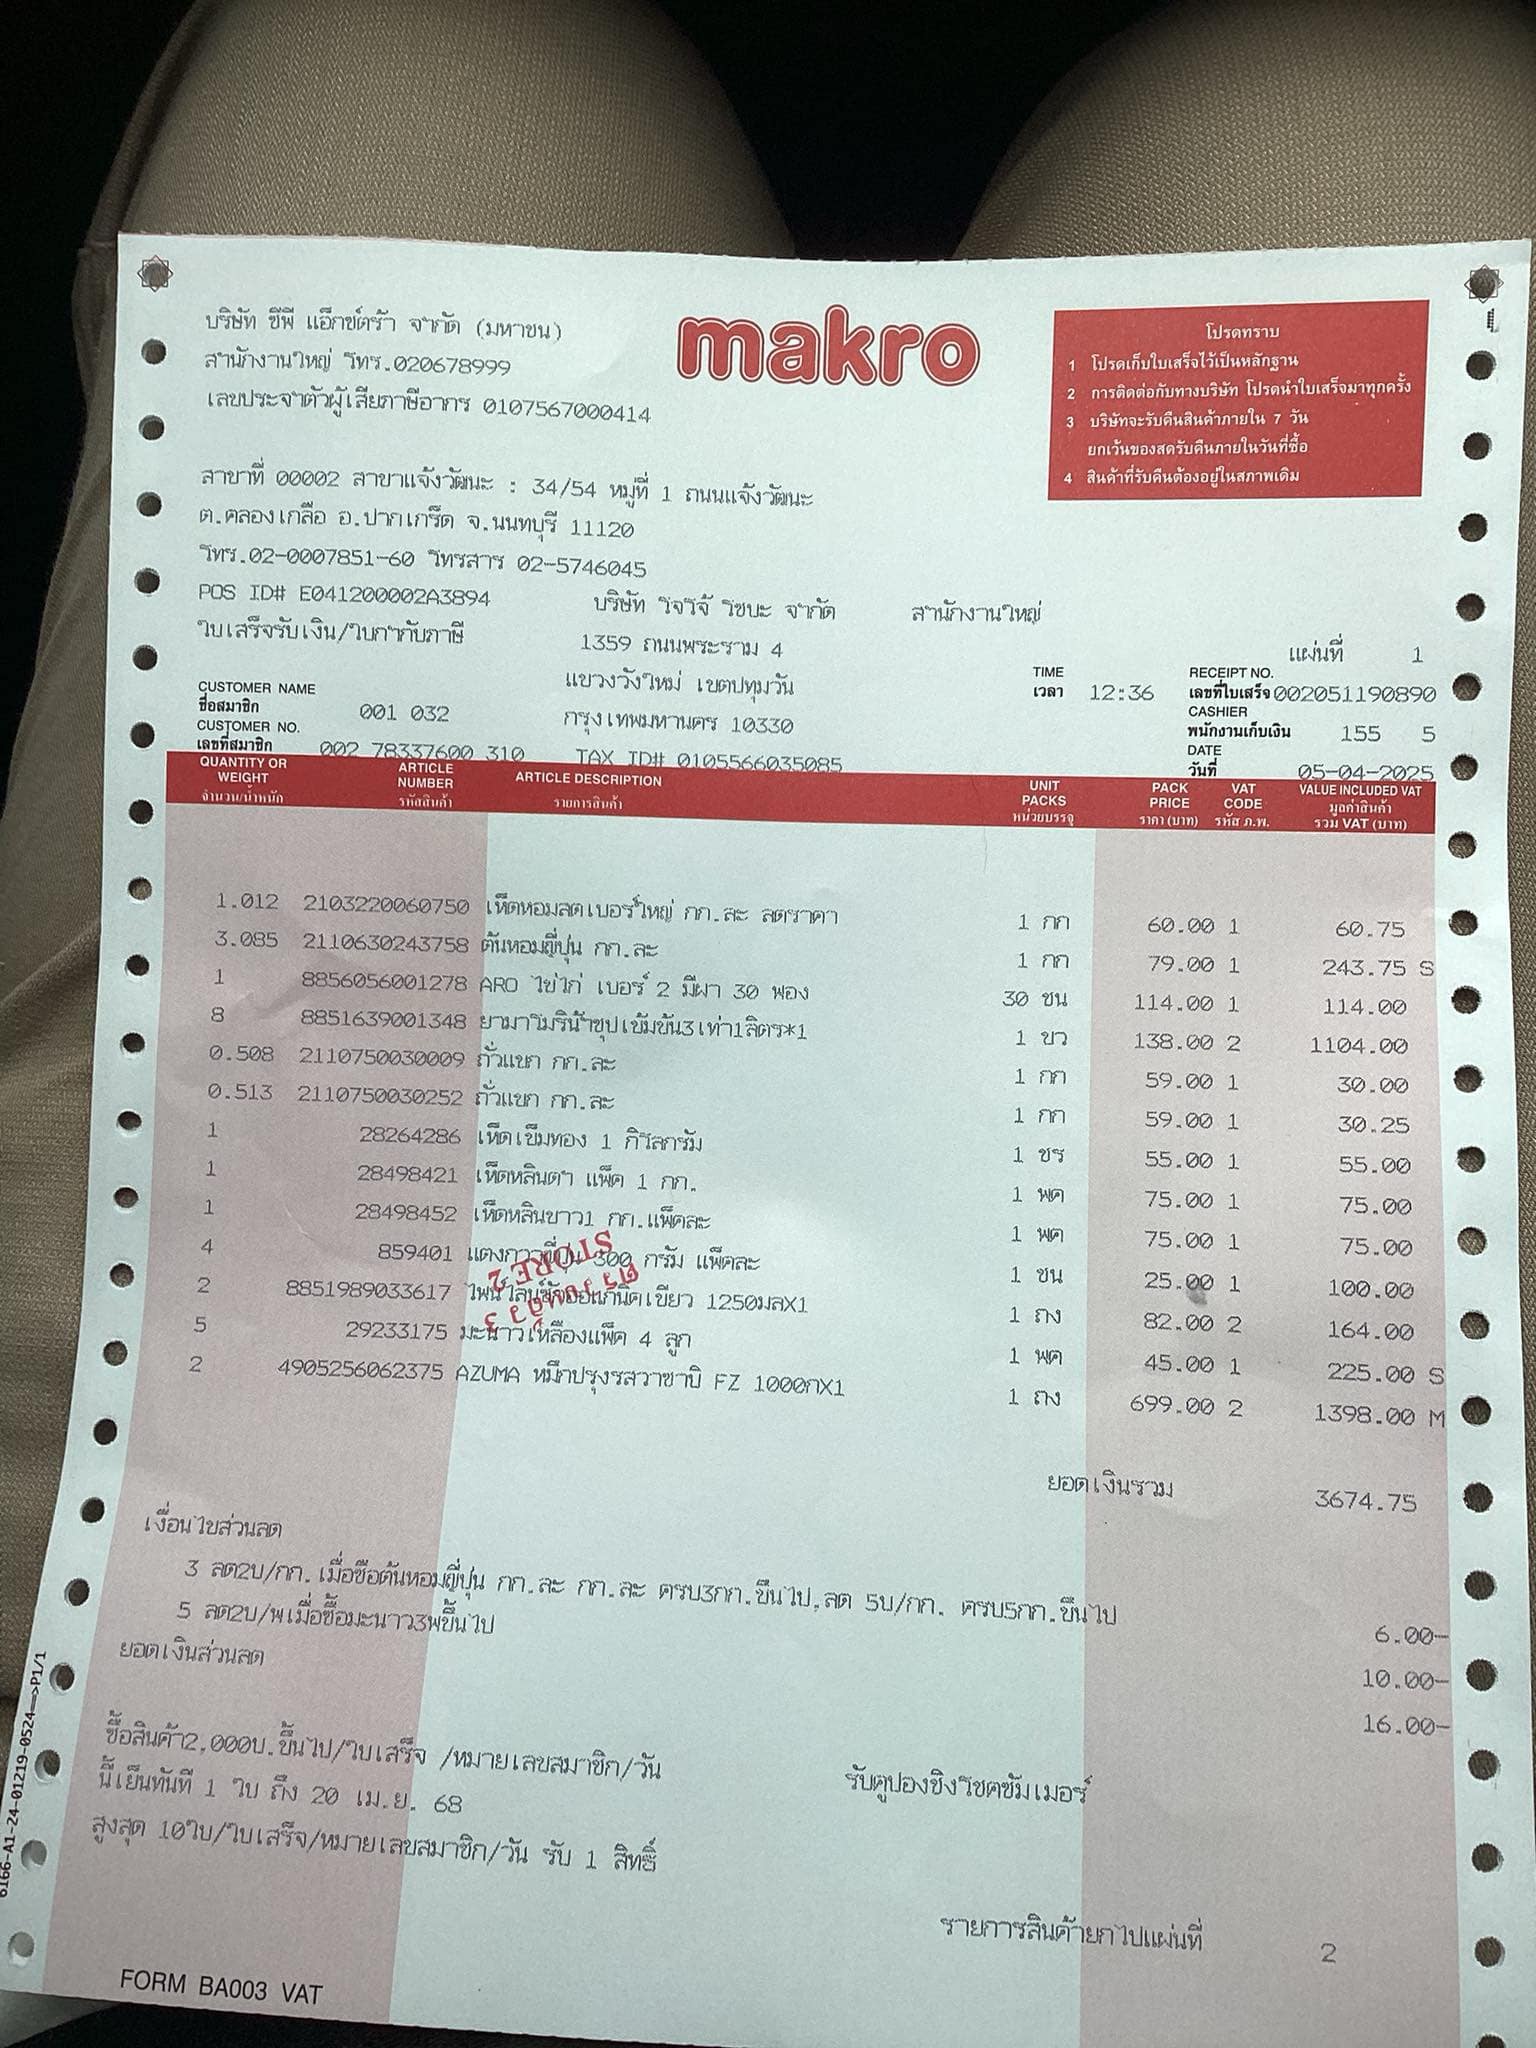 makro
บริษัท ซีพี แอ็กซ์ตร้า จำกัด (มหาชน)
สำนักงานใหญ่ โทร.020678999
เลขประจำตัวผู้เสียภาษีอากร 0107567000414
โปรดทราบ
1 โปรดเก็บใบเสร็จไว้เป็นหลักฐาน
2 การติดต่อกับทางบริษัท โปรดนำใบเสร็จมาทุกครั้ง
3 บริษัทจะรับคืนสินค้าภายใน 7 วัน
ยกเว้นของสดรับคืนภายในวันที่ซื้อ
4 สินค้าที่รับคืนต้องอยู่ในสภาพเดิม
สาขาที่ 00002 สาขาแจ้งวัฒนะ : 34/54 หมู่ที่ 1 ถนนแจ้งวัฒนะ
ต.คลองเกลือ อ.ปากเกร็ด จ.นนทบุรี 11120
โทร.02-0007851-60 โทรสาร 02-5746045
POS ID# E041200002A3894
ใบเสร็จรับเงิน/ใบกำกับภาษี
บริษัท โจโจ้ โซบะ จำกัด สำนักงานใหญ่
1359 ถนนพระราม 4
แขวงวังใหม่ เขตปทุมวัน
กรุงเทพมหานคร 10330
TAX ID# 0105566035085
แผ่นที่ 1
CUSTOMER NAME
ชื่อสมาชิก 001 032
CUSTOMER NO.
เลขที่สมาชิก 002 78337600 310
TIME
เวลา 12:36
RECEIPT NO.
เลขที่ใบเสร็จ 002051190890
CASHIER
พนักงานเก็บเงิน 155 5
DATE
วันที่ 05-04-2025
QUANTITY OR WEIGHT จำนวน/น้ำหนัก
ARTICLE NUMBER รหัสสินค้า
ARTICLE DESCRIPTION รายการสินค้า
UNIT PACKS หน่วยบรรจุ
PACK PRICE ราคา (บาท)
VAT CODE รหัส ภ.พ.
VALUE INCLUDED VAT มูลค่าสินค้า รวม VAT (บาท)
1.012 2103220060750 เห็ดหอมสดเบอร์ใหญ่ กก.ละ ลดราคา 1 กก 60.00 1 60.75
3.085 2110630243758 ต้นหอมญี่ปุ่น กก.ละ 1 กก 79.00 1 243.75 S
1 8856056001278 ARO ไข่ไก่ เบอร์ 2 มีฝา 30 ฟอง 30 ชน 114.00 1 114.00
8 8851639001348 ยามาโมริน้ำซุปเข้มข้น3เท่า1ลิตร*1 1 ขว 138.00 2 1104.00
0.508 2110750030009 ถั่วแขก กก.ละ 1 กก 59.00 1 30.00
0.513 2110750030252 ถั่วแขก กก.ละ 1 กก 59.00 1 30.25
1 28264286 เห็ดเข็มทอง 1 กิโลกรัม 1 ชร 55.00 1 55.00
1 28498421 เห็ดหลินดำ แพ็ค 1 กก. 1 พค 75.00 1 75.00
1 28498452 เห็ดหลินขาว1 กก.แพ็คละ 1 พค 75.00 1 75.00
4 859401 แตงกวาญี่ปุ่น 300 กรัม แพ็คละ 1 ชน 25.00 1 100.00
2 8851989033617 ไฟน์ไลน์ซักออแกนิคเขียว 1250มลX1 1 ถง 82.00 2 164.00
5 29233175 มะนาวเหลืองแพ็ค 4 ลูก 1 พค 45.00 1 225.00 S
2 4905256062375 AZUMA หมึกปรุงรสวาซาบิ FZ 1000กX1 1 ถง 699.00 2 1398.00 M
STORE 2
ยอดเงินรวม 3674.75
เงื่อนไขส่วนลด
3 ลด2บ/กก.เมื่อซื้อต้นหอมญี่ปุ่น กก.ละ กก.ละ ครบ3กก.ขึ้นไป,ลด 5บ/กก. ครบ5กก.ขึ้นไป 6.00-
5 ลด2บ/พเมื่อซื้อมะนาว3พขึ้นไป 10.00-
ยอดเงินส่วนลด 16.00-
ซื้อสินค้า2,000บ.ขึ้นไป/ใบเสร็จ /หมายเลขสมาชิก/วัน รับคูปองชิงโชคซัมเมอร์
นี้เย็นทันที 1 ใบ ถึง 20 เม.ย. 68
สูงสุด 10ใบ/ใบเสร็จ/หมายเลขสมาชิก/วัน รับ 1 สิทธิ์
รายการสินค้ายกไปแผ่นที่ 2
FORM BA003 VAT
6166-A1-24-01219-0524=>P1/1